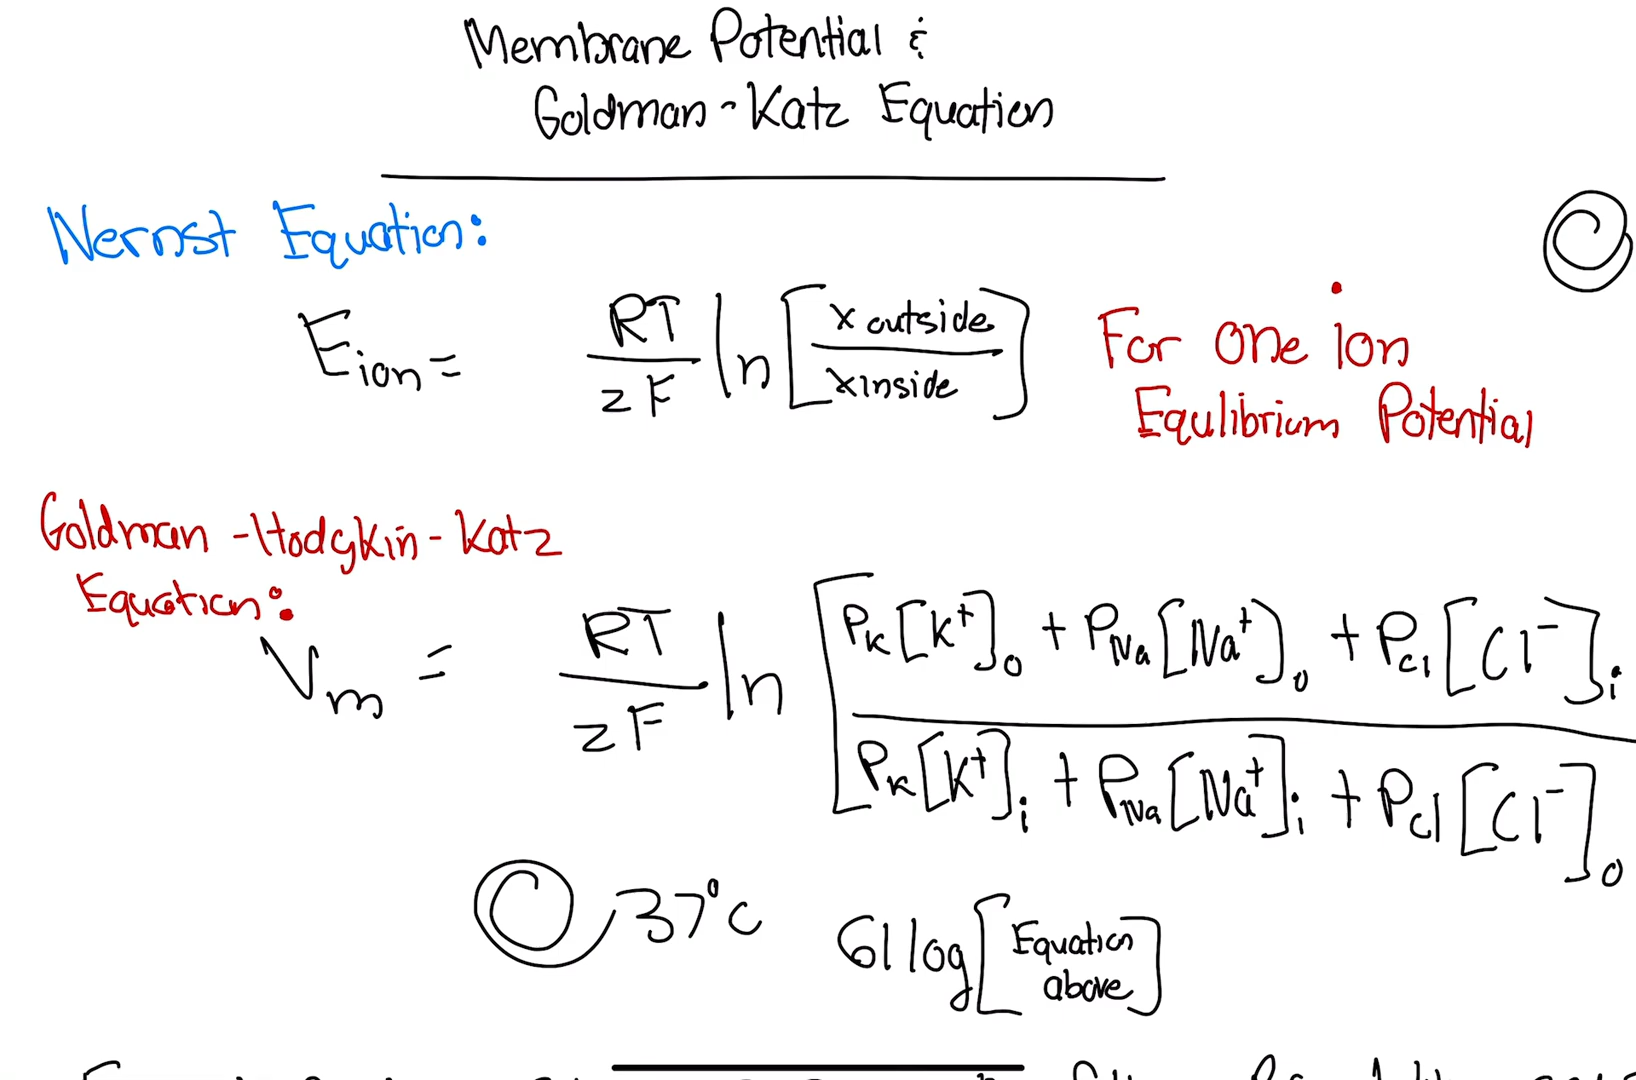 Membrane Potential &
Goldman-Katz Equation
Nernst Equation:
E_ion = RT/zF ln [x outside / x inside]
For one ion
Equlibrium Potential
Goldman-Hodgkin-Katz
Equation:
V_m = RT/zF ln [P_K[K⁺]_o + P_Na[Na⁺]_o + P_Cl[Cl⁻]_i / P_K[K⁺]_i + P_Na[Na⁺]_i + P_Cl[Cl⁻]_o
@ 37°C 61 log [Equation above]